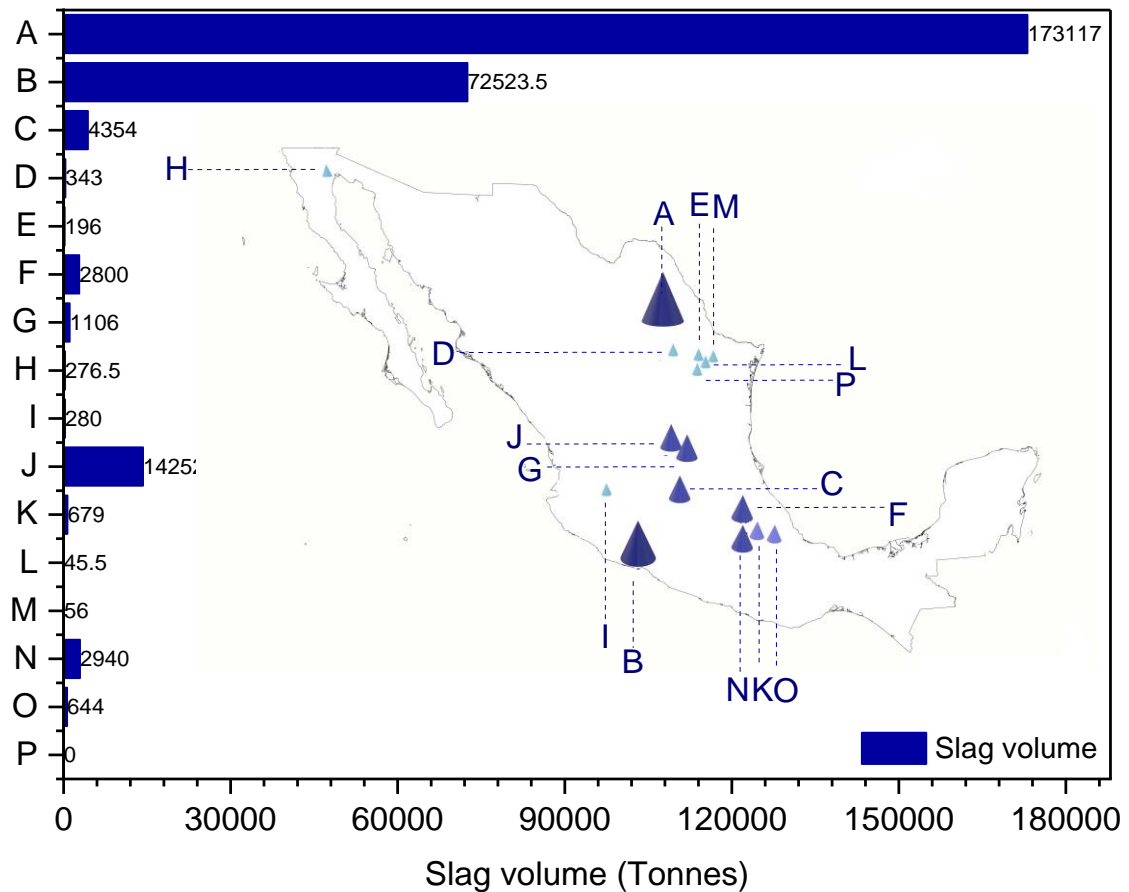 A
173117
B
72523.5
C
4354
D
343
E
196
F
2800
G
1106
H
276.5
I
280
J
14252
K
679
L
45.5
M
56
N
2940
O
644
P
0
H
A
E M
D
L
P
J
G
C
F
I
B
N K O
Slag volume
0 30000 60000 90000 120000 150000 180000
Slag volume (Tonnes)